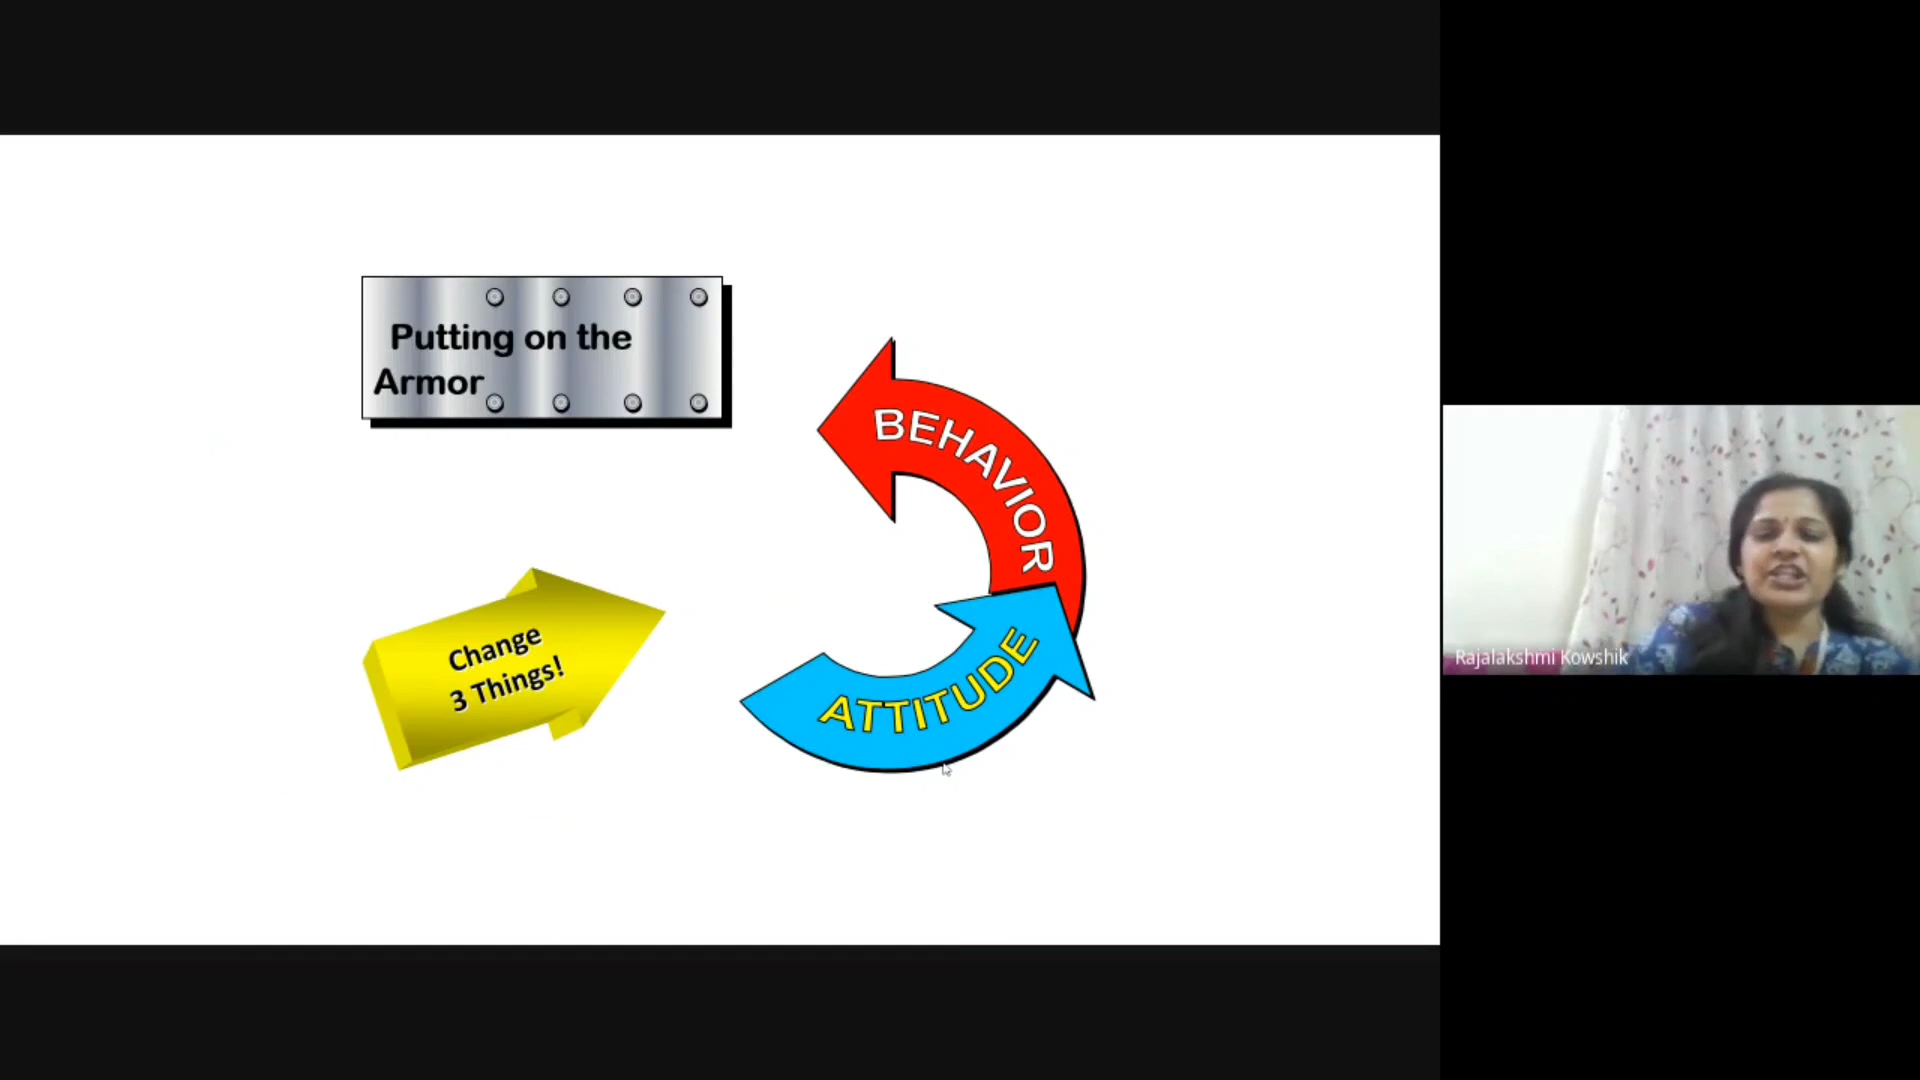 Putting on the
Armor
BEHAVIOR
Change
3 Things!
ATTITUDE
Rajalakshmi Kowshik